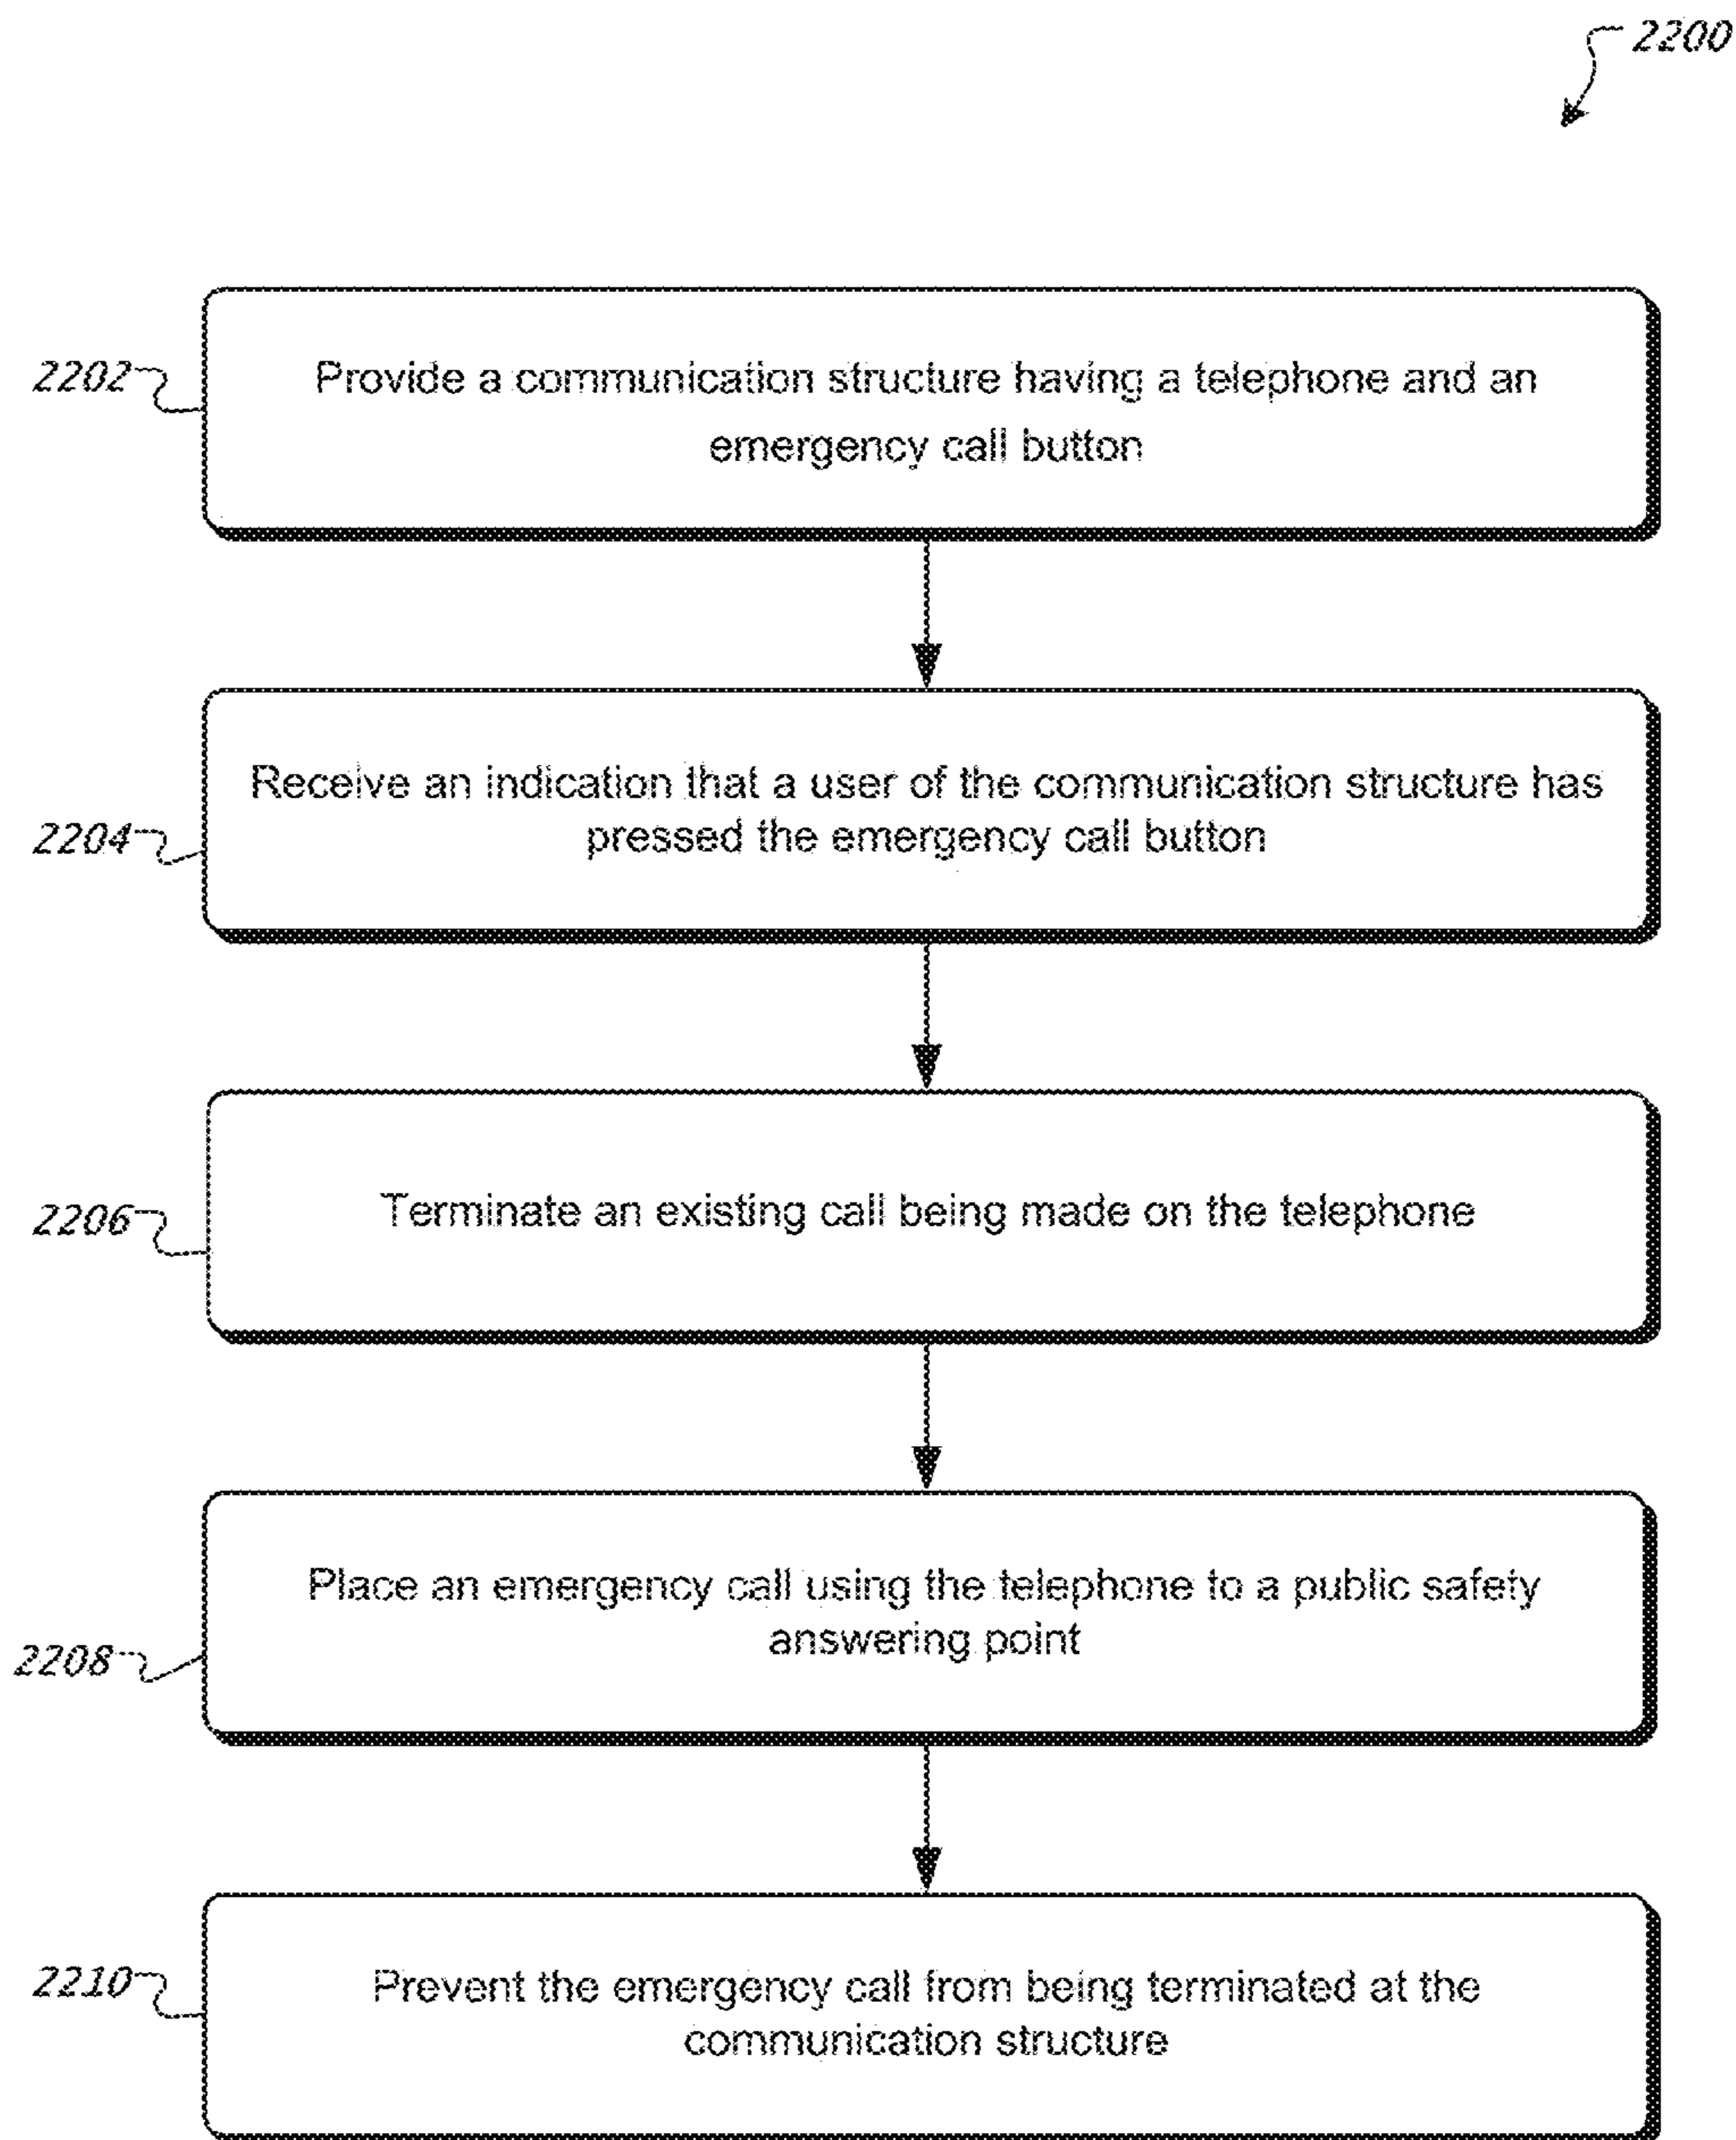 2200
2202
Provide a communication structure having a telephone and an
emergency call button
2204
Receive an indication that a user of the communication structure has
pressed the emergency call button
2206
Terminate an existing call being made on the telephone
2208
Place an emergency call using the telephone to a public safety
answering point
2210
Prevent the emergency call from being terminated at the
communication structure